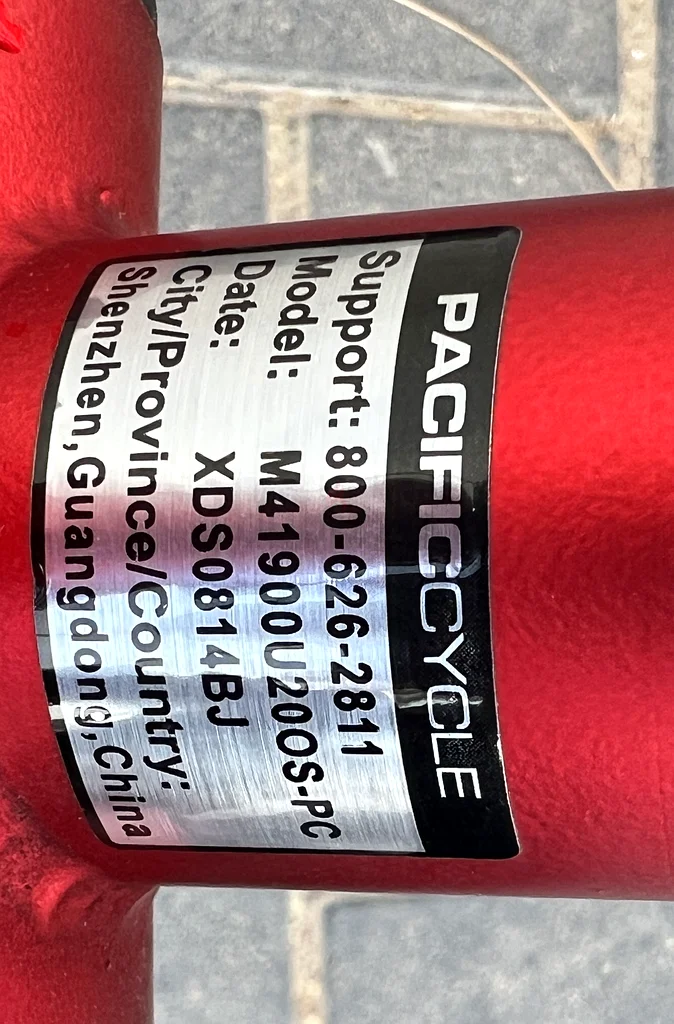 PACIFIC CYCLE
Support: 800-626-2811
Model: M41900U20OS-PC
Date: XDS0814BJ
City/Province/Country:
Shenzhen,Guangdong,China